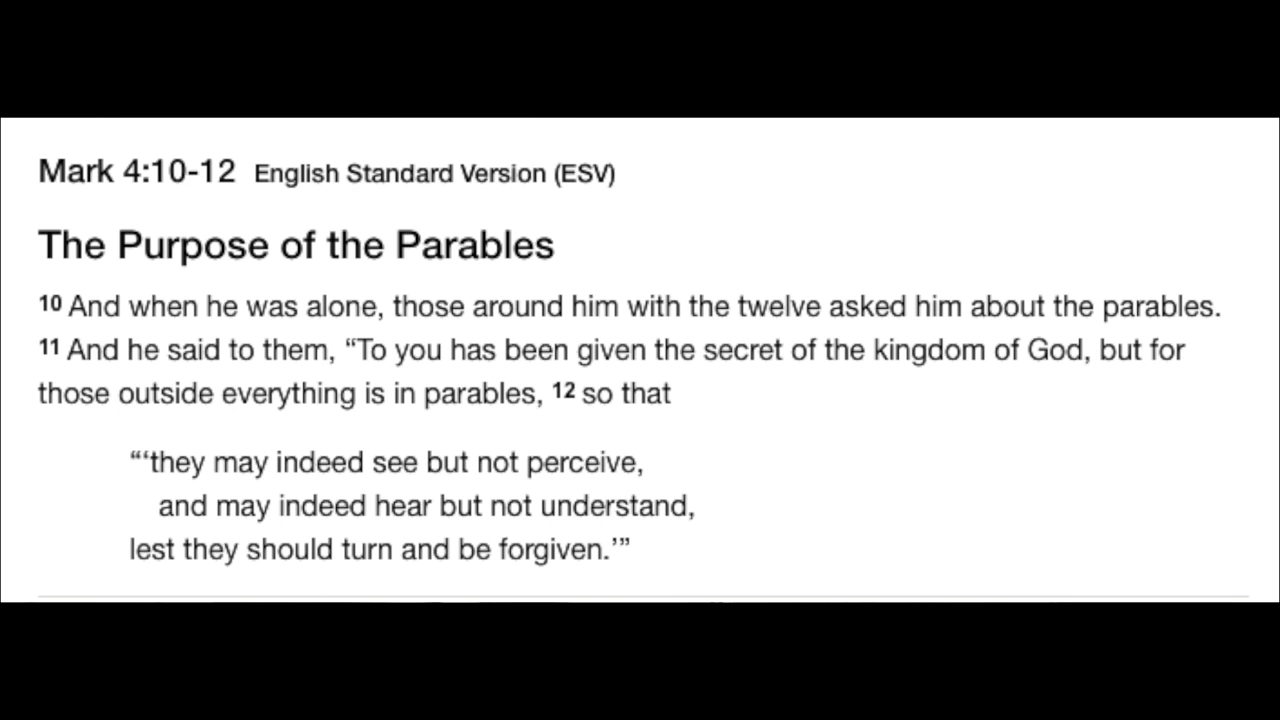 Mark 4:10-12 English Standard Version (ESV)
The Purpose of the Parables
10 And when he was alone, those around him with the twelve asked him about the parables.
11 And he said to them, “To you has been given the secret of the kingdom of God, but for
those outside everything is in parables, 12 so that
“‘they may indeed see but not perceive,
and may indeed hear but not understand,
lest they should turn and be forgiven.’”